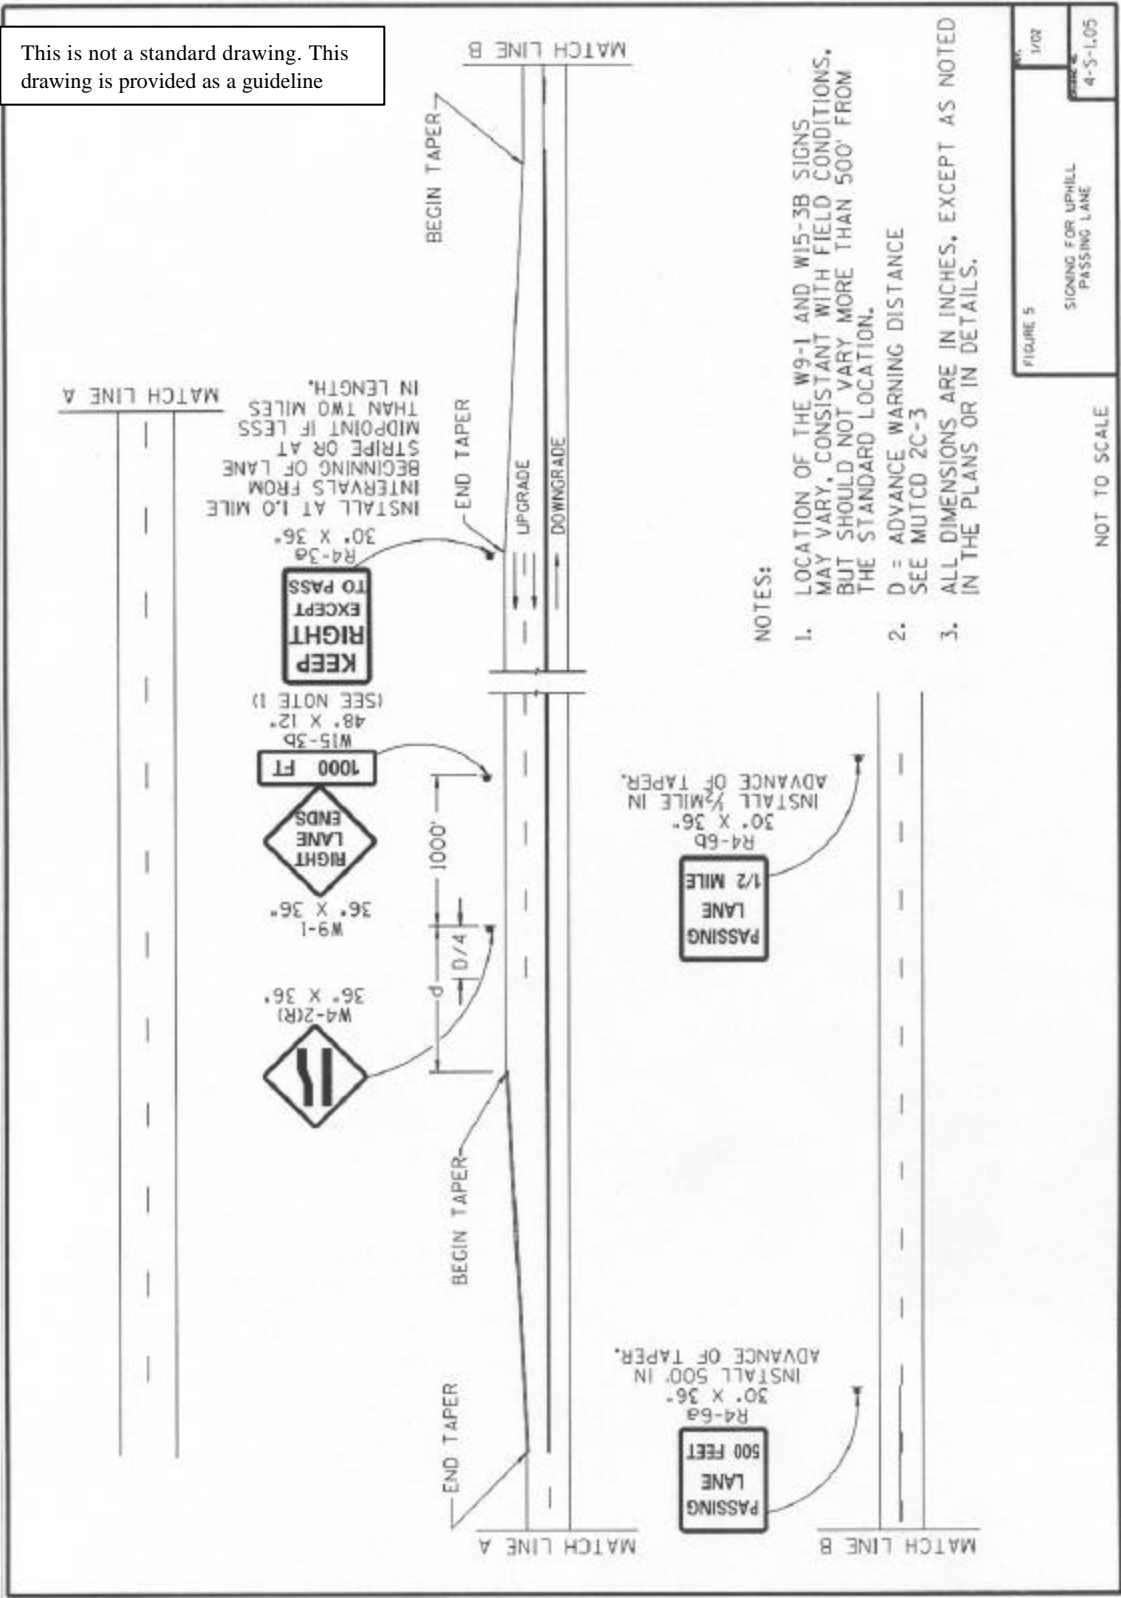 This is not a standard drawing. This
drawing is provided as a guideline
MATCH LINE A
MATCH LINE B
BEGIN TAPER
END TAPER
UPGRADE
DOWNGRADE
KEEP
RIGHT
EXCEPT
TO PASS
R4-3a
30" X 36"
INSTALL AT 1.0 MILE
INTERVALS FROM
BEGINNING OF LANE
STRIPE OR AT
MIDPOINT IF LESS
THAN TWO MILES
IN LENGTH.
RIGHT
LANE
ENDS
1000 FT
W9-1
36" X 36"
W15-3b
48" X 12"
(SEE NOTE 1)
W4-2(R)
36" X 36"
1000'
d
D/4
BEGIN TAPER
END TAPER
MATCH LINE A
PASSING
LANE
1/2 MILE
R4-6b
30" X 36"
INSTALL ½MILE IN
ADVANCE OF TAPER.
PASSING
LANE
500 FEET
R4-6a
30" X 36"
INSTALL 500' IN
ADVANCE OF TAPER.
MATCH LINE B
NOTES:
1. LOCATION OF THE W9-1 AND W15-3B SIGNS
MAY VARY, CONSISTANT WITH FIELD CONDITIONS,
BUT SHOULD NOT VARY MORE THAN 500' FROM
THE STANDARD LOCATION.
2. D = ADVANCE WARNING DISTANCE
SEE MUTCD 2C-3
3. ALL DIMENSIONS ARE IN INCHES, EXCEPT AS NOTED
IN THE PLANS OR IN DETAILS.
NOT TO SCALE
FIGURE 5
SIGNING FOR UPHILL
PASSING LANE
1/02
4-S-1.05